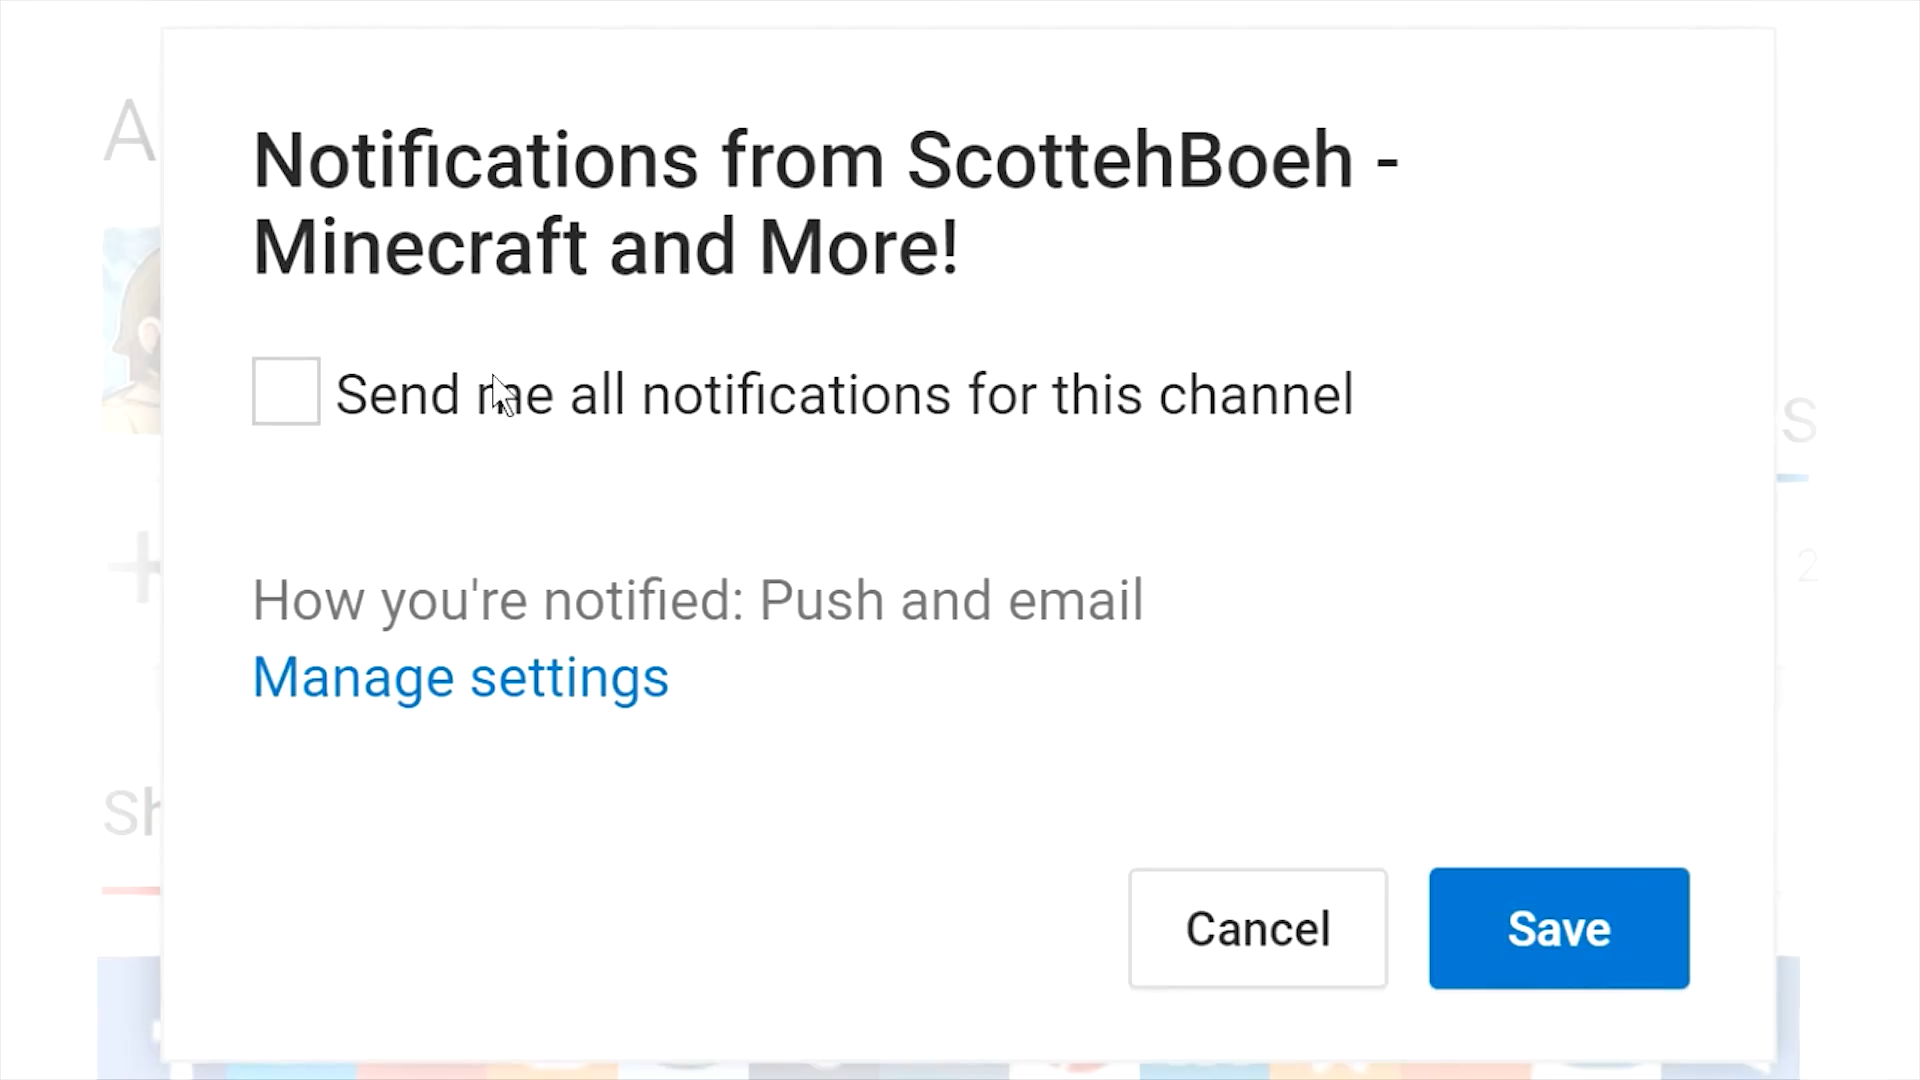 Notifications from ScottehBoeh -
Minecraft and More!
Send me all notifications for this channel
How you're notified: Push and email
Manage settings
Cancel
Save